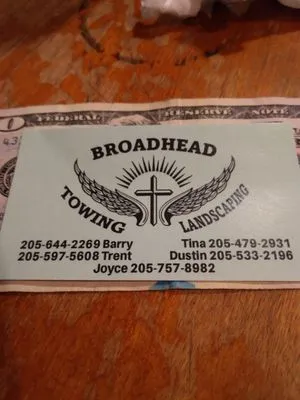 FEDERAL RESERVE NOTE
BROADHEAD
TOWING
LANDSCAPING
205-644-2269 Barry Tina 205-479-2931
205-597-5608 Trent Dustin 205-533-2196
Joyce 205-757-8982